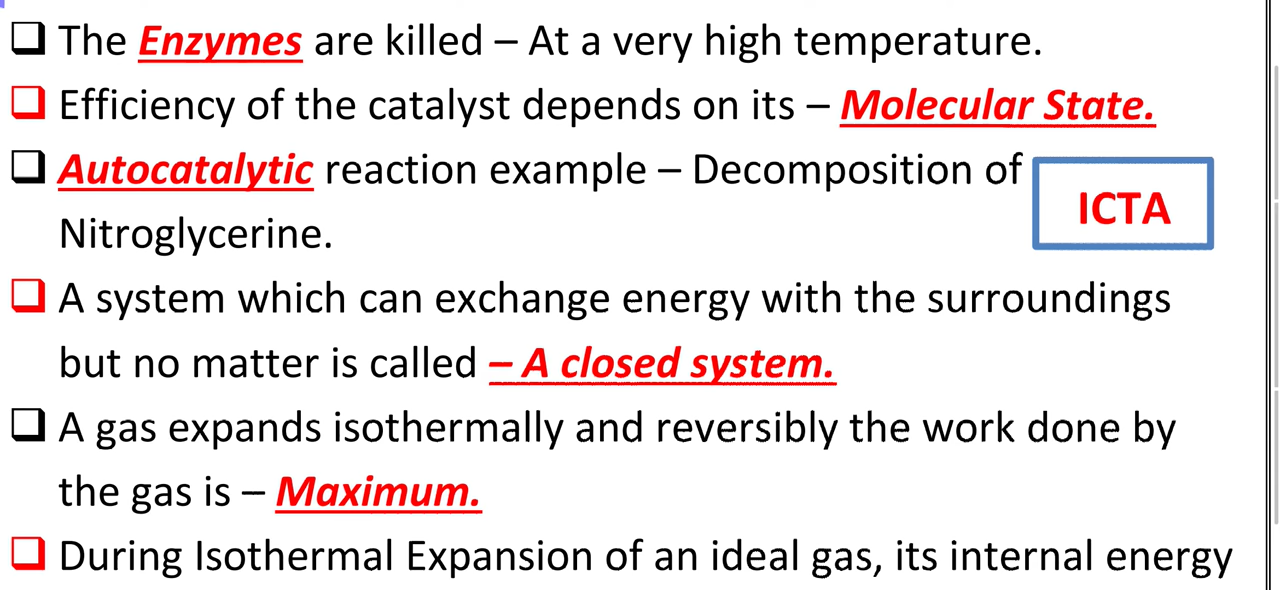 The Enzymes are killed – At a very high temperature.
Efficiency of the catalyst depends on its – Molecular State.
Autocatalytic reaction example – Decomposition of
Nitroglycerine.
ICTA
A system which can exchange energy with the surroundings
but no matter is called – A closed system.
A gas expands isothermally and reversibly the work done by
the gas is – Maximum.
During Isothermal Expansion of an ideal gas, its internal energy